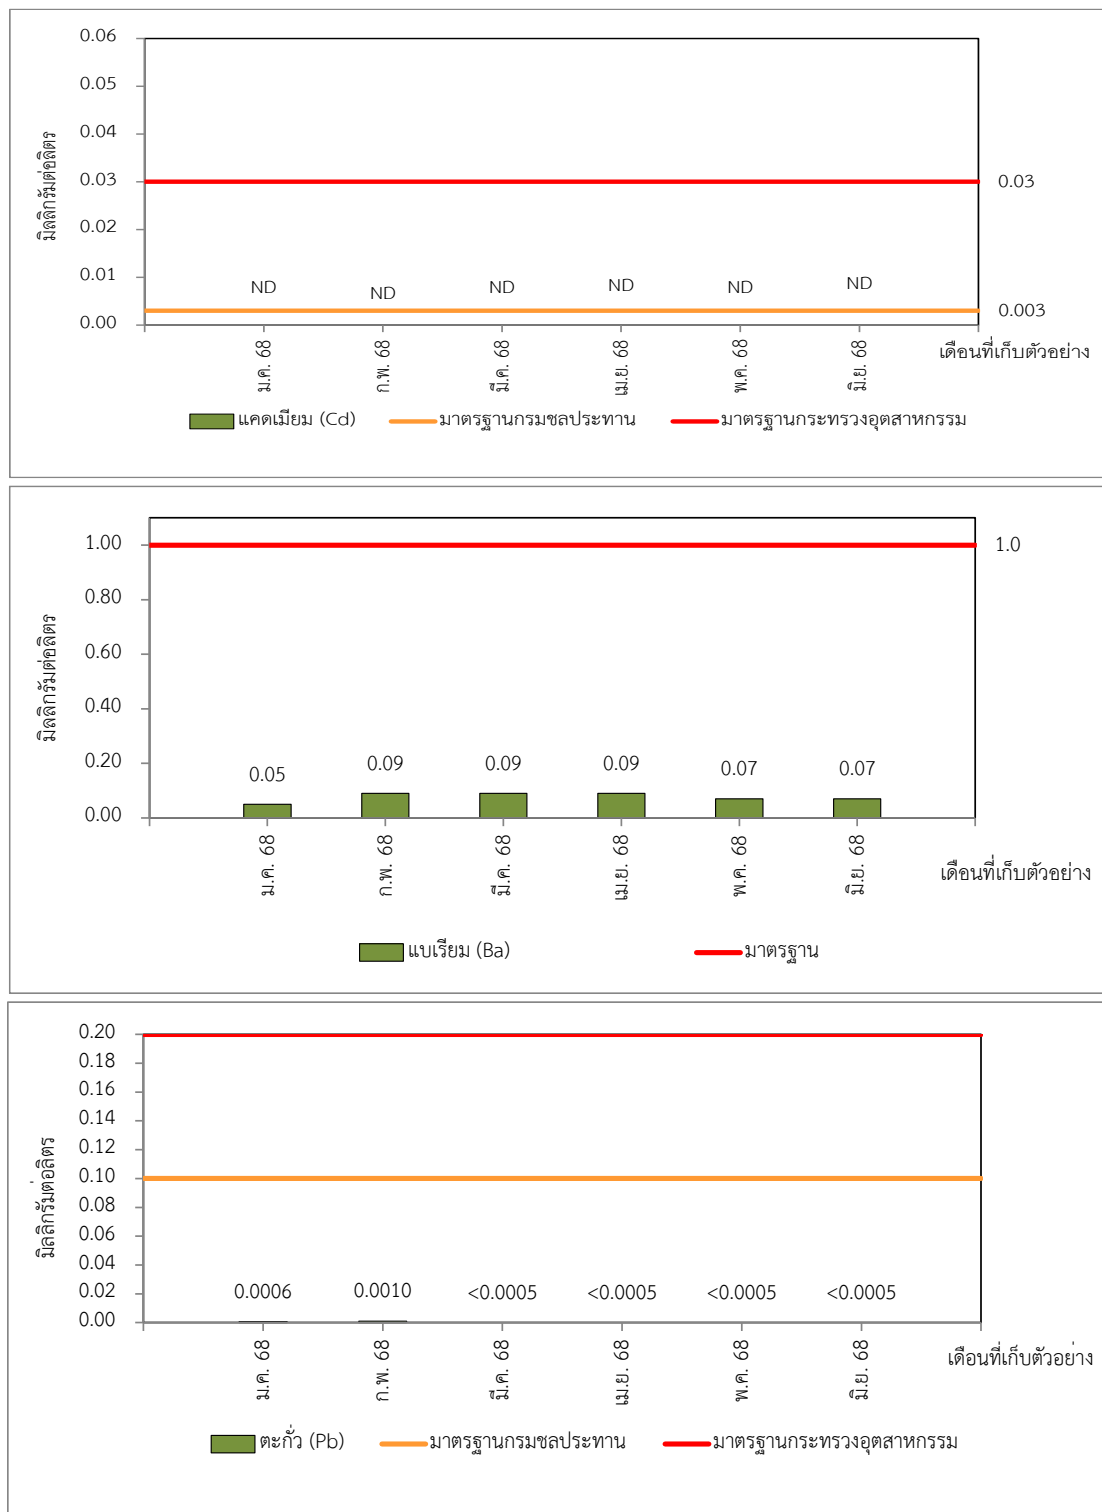 0.06
0.05
0.04
0.03
0.02
0.01
0.00
มิลลิกรัมต่อลิตร
0.03
0.003
ND ND ND ND ND ND
ม.ค. 68 ก.พ. 68 มี.ค. 68 เม.ย. 68 พ.ค. 68 มิ.ย. 68
เดือนที่เก็บตัวอย่าง
แคดเมียม (Cd) มาตรฐานกรมชลประทาน มาตรฐานกระทรวงอุตสาหกรรม
1.00
0.80
0.60
0.40
0.20
0.00
มิลลิกรัมต่อลิตร
1.0
0.05 0.09 0.09 0.09 0.07 0.07
ม.ค. 68 ก.พ. 68 มี.ค. 68 เม.ย. 68 พ.ค. 68 มิ.ย. 68
เดือนที่เก็บตัวอย่าง
แบเรียม (Ba) มาตรฐาน
0.20
0.18
0.16
0.14
0.12
0.10
0.08
0.06
0.04
0.02
0.00
มิลลิกรัมต่อลิตร
0.0006 0.0010 <0.0005 <0.0005 <0.0005 <0.0005
ม.ค. 68 ก.พ. 68 มี.ค. 68 เม.ย. 68 พ.ค. 68 มิ.ย. 68
เดือนที่เก็บตัวอย่าง
ตะกั่ว (Pb) มาตรฐานกรมชลประทาน มาตรฐานกระทรวงอุตสาหกรรม